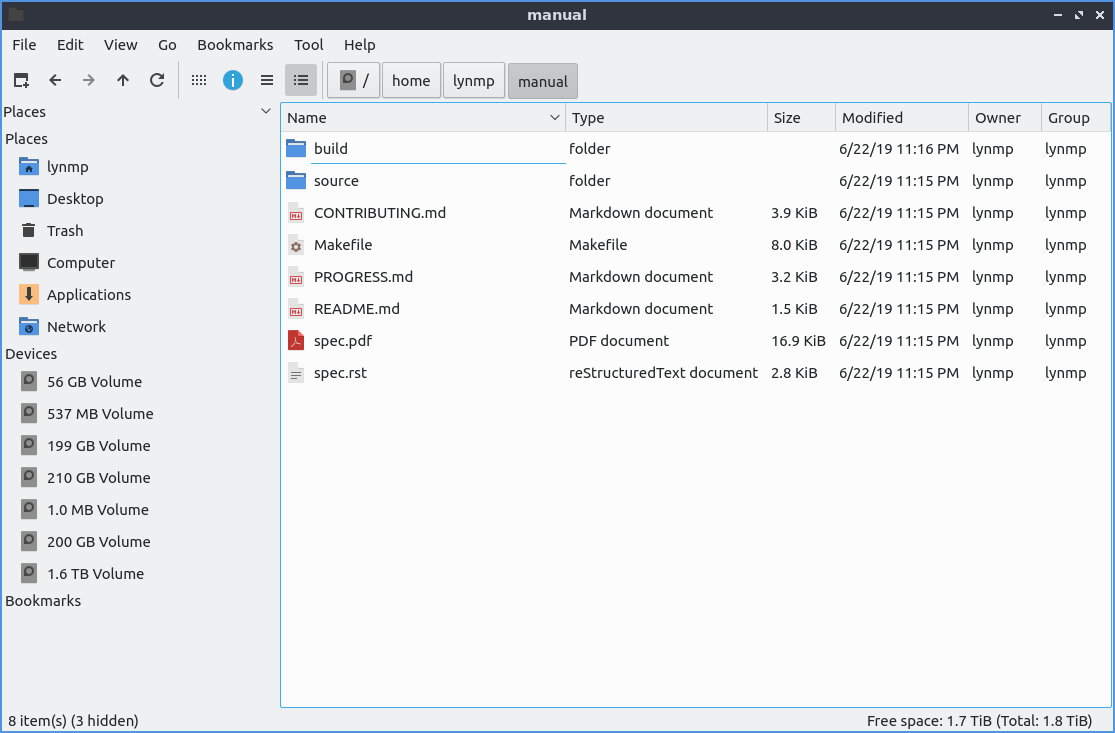 manual
File Edit View Go Bookmarks Tool Help
/ home lynmp manual
Places
Places
lynmp
Desktop
Trash
Computer
Applications
Network
Devices
56 GB Volume
537 MB Volume
199 GB Volume
210 GB Volume
1.0 MB Volume
200 GB Volume
1.6 TB Volume
Bookmarks
Name Type Size Modified Owner Group
build folder 6/22/19 11:16 PM lynmp lynmp
source folder 6/22/19 11:15 PM lynmp lynmp
CONTRIBUTING.md Markdown document 3.9 KiB 6/22/19 11:15 PM lynmp lynmp
Makefile Makefile 8.0 KiB 6/22/19 11:15 PM lynmp lynmp
PROGRESS.md Markdown document 3.2 KiB 6/22/19 11:15 PM lynmp lynmp
README.md Markdown document 1.5 KiB 6/22/19 11:15 PM lynmp lynmp
spec.pdf PDF document 16.9 KiB 6/22/19 11:15 PM lynmp lynmp
spec.rst reStructuredText document 2.8 KiB 6/22/19 11:15 PM lynmp lynmp
8 item(s) (3 hidden) Free space: 1.7 TiB (Total: 1.8 TiB)